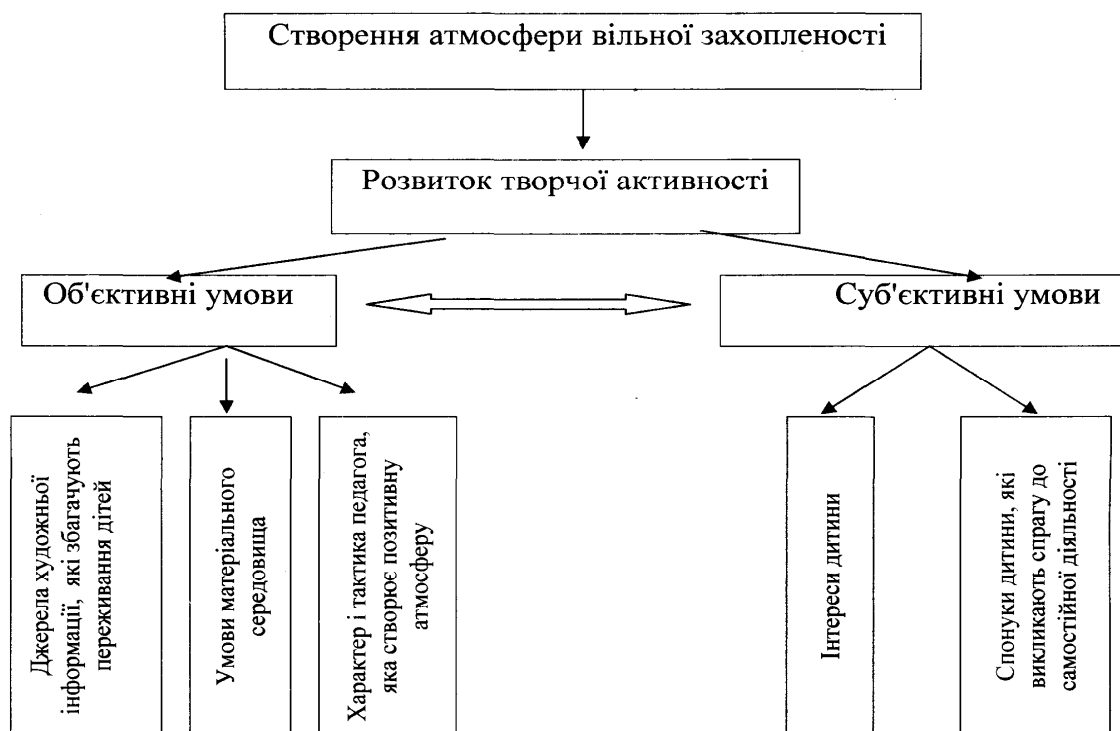 Створення атмосфери вільної захопленості
Розвиток творчої активності
Об'єктивні умови
Суб'єктивні умови
Джерела художньої
інформації, які збагачують
переживання дітей
Умови матеріального
середовища
Характер і тактика педагога,
яка створює позитивну
атмосферу
Інтереси дитини
Спонуки дитини, які
викликають спрагу до
самостійної діяльності